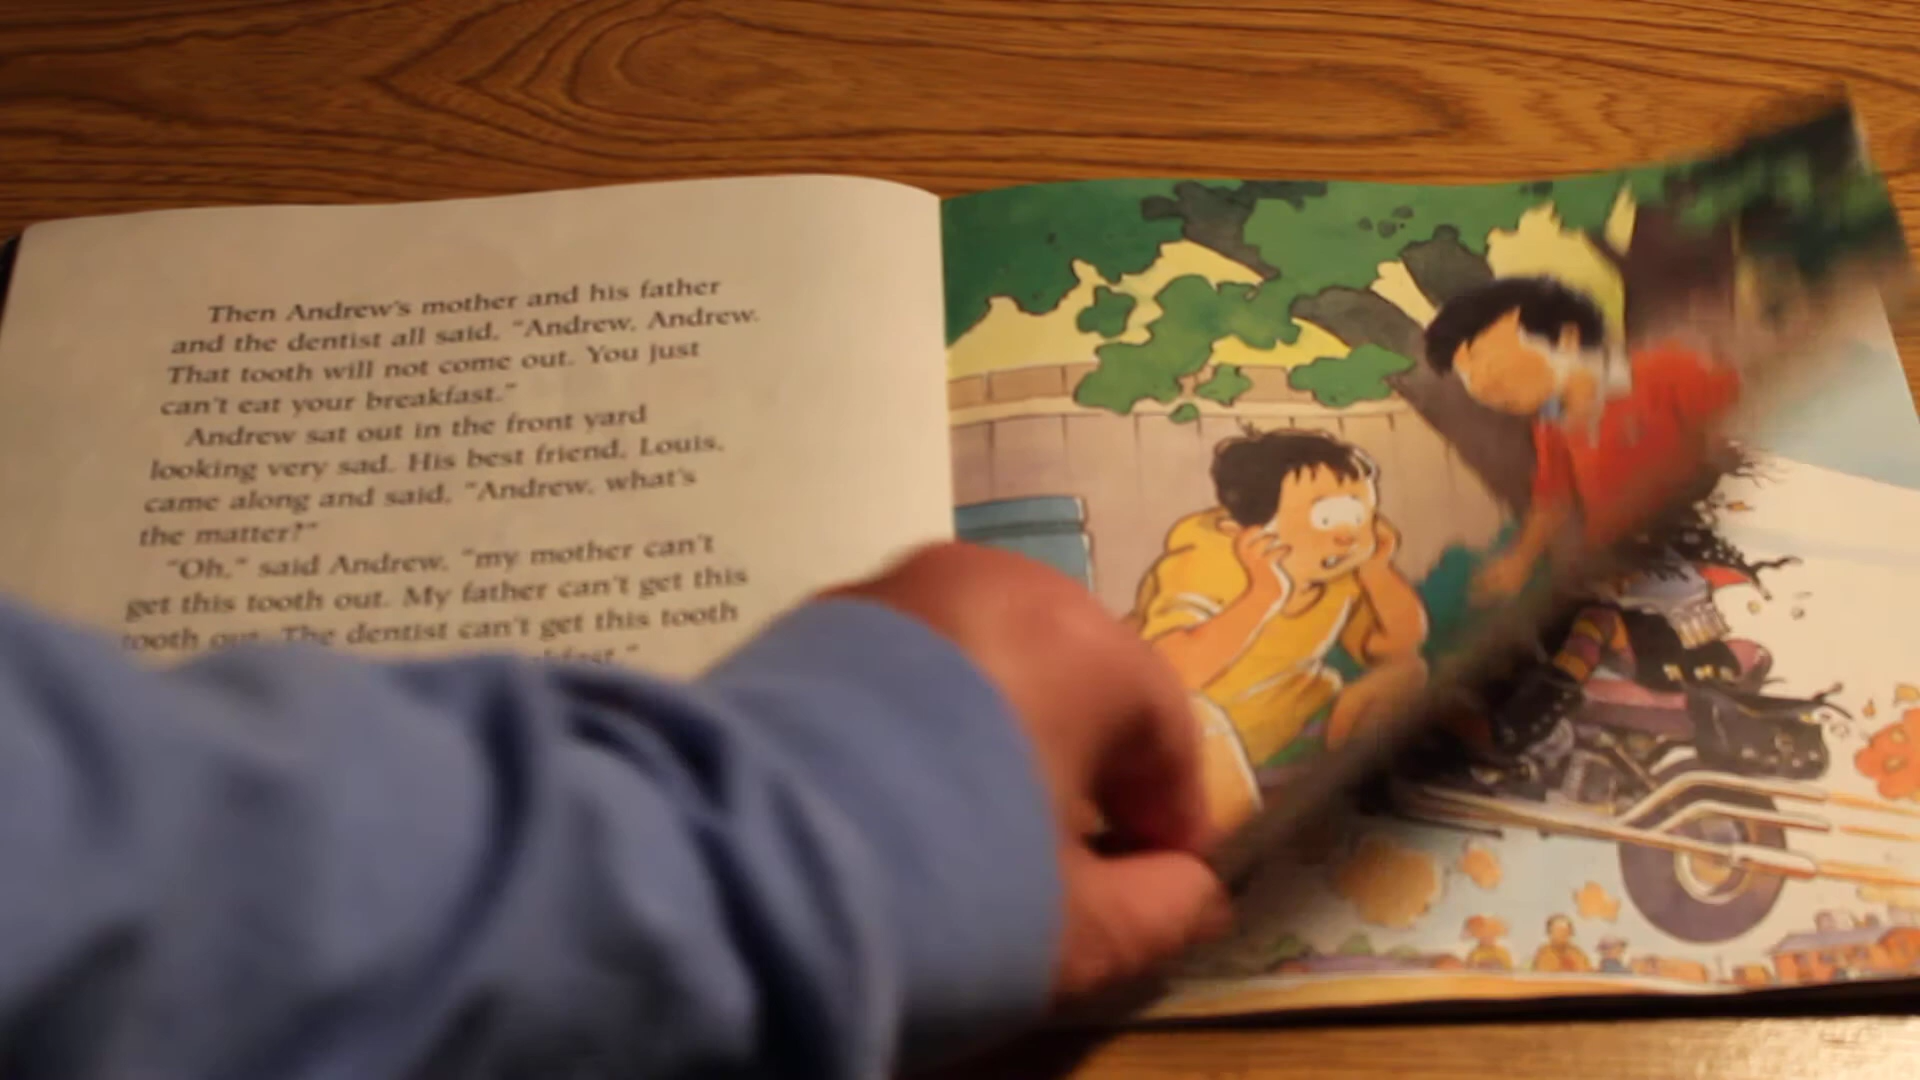 Then Andrew's mother and his father
and the dentist all said, "Andrew, Andrew.
That tooth will not come out. You just
can't eat your breakfast."
Andrew sat out in the front yard
looking very sad. His best friend, Louis,
came along and said, "Andrew, what's
the matter?"
"Oh," said Andrew, "my mother can't
get this tooth out. My father can't get this
tooth out. The dentist can't get this tooth